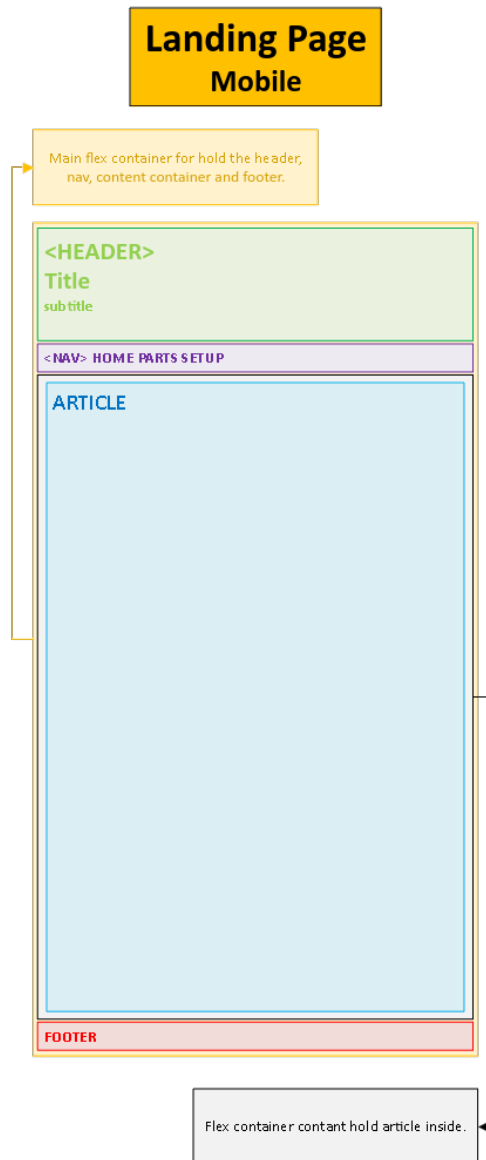 Landing Page
Mobile
Main flex container for hold the header,
nav, content container and footer.
<HEADER>
Title
subtitle
<NAV> HOME PARTS SETUP
ARTICLE
FOOTER
Flex container contant hold article inside.